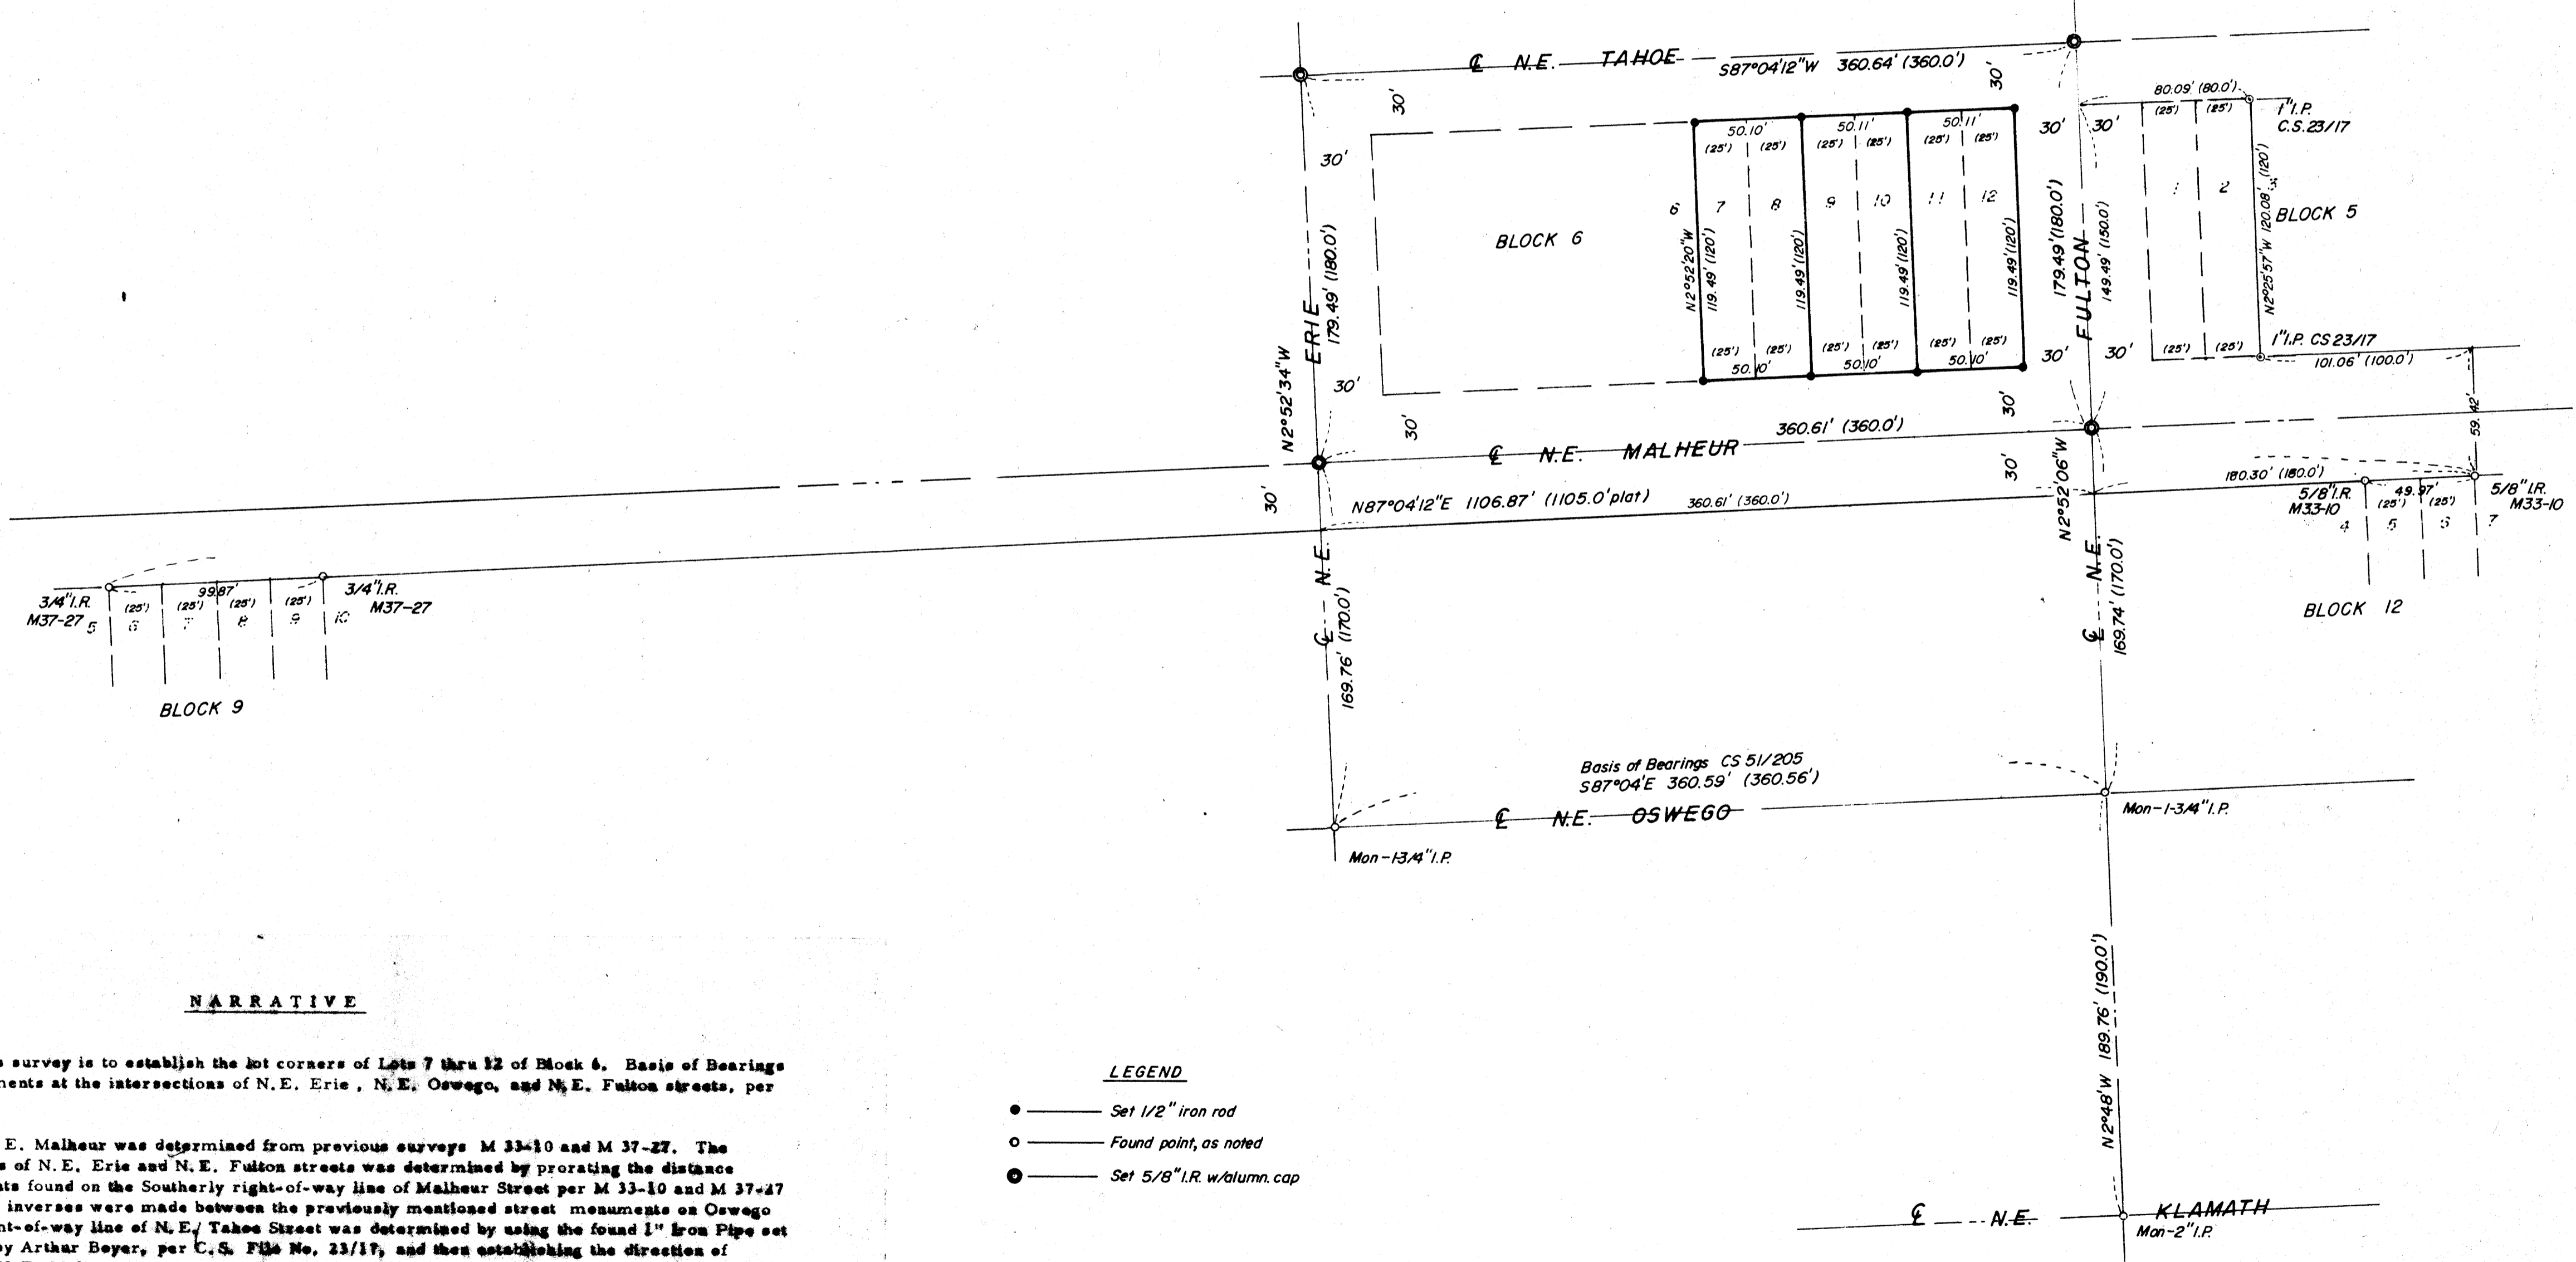 ℄ N.E. TAHOE
S87°04'12"W 360.64' (360.0')
30'
30'
80.09' (80.0')
(25') (25')
1" I.P.
C.S. 23/17
30'
30' 30'
50.10' 50.11' 50.11'
(25') (25') (25') (25') (25') (25')
6 7 8 9 10 11 12
1 2
BLOCK 5
BLOCK 6
N2°52'20"W
119.49' (120')
119.49' (120')
119.49' (120')
119.49' (120')
179.49' (180.0')
FULTON
149.49' (150.0')
N2°25'57"W 120.08' (120')
ERIE
179.49' (180.0')
N2°52'34"W
(25') (25') (25') (25') (25') (25')
50.10' 50.10' 50.10'
30' 30'
(25') (25')
1" I.P. CS 23/17
101.06' (100.0')
30'
30'
30'
59.42'
360.61' (360.0')
℄ N.E. MALHEUR
30'
30'
N87°04'12"E 1106.87' (1105.0' plat)
360.61' (360.0')
N2°52'06"W
180.30' (180.0')
5/8" I.R.
M33-10
49.97'
(25') (25')
5/8" I.R.
M33-10
4 5 6 7
BLOCK 12
3/4" I.R.
M37-27
99.87'
(25') (25') (25') (25')
3/4" I.R.
M37-27
5 6 7 8 9 10
BLOCK 9
℄ N.E.
169.76' (170.0')
℄ N.E.
169.74' (170.0')
Basis of Bearings CS 51/205
S87°04'E 360.59' (360.56')
℄ N.E. OSWEGO
Mon-1-3/4" I.P.
Mon-1-3/4" I.P.
N2°48'W 189.76' (190.0')
℄ N.E. KLAMATH
Mon-2" I.P.
NARRATIVE
survey is to establish the lot corners of Lots 7 thru 12 of Block 6. Basis of Bearings
ments at the intersections of N.E. Erie, N.E. Oswego, and N.E. Fulton streets, per
E. Malheur was determined from previous surveys M 33-10 and M 37-27. The
of N.E. Erie and N.E. Fulton streets was determined by prorating the distance
nts found on the Southerly right-of-way line of Malheur Street per M 33-10 and M 37-27
inverses were made between the previously mentioned street monuments on Oswego
ht-of-way line of N.E. Tahoe Street was determined by using the found 1" Iron Pipe set
by Arthur Beyer, per C.S. File No. 23/17, and then establishing the direction of
LEGEND
Set 1/2" iron rod
Found point, as noted
Set 5/8" I.R. w/alumn. cap